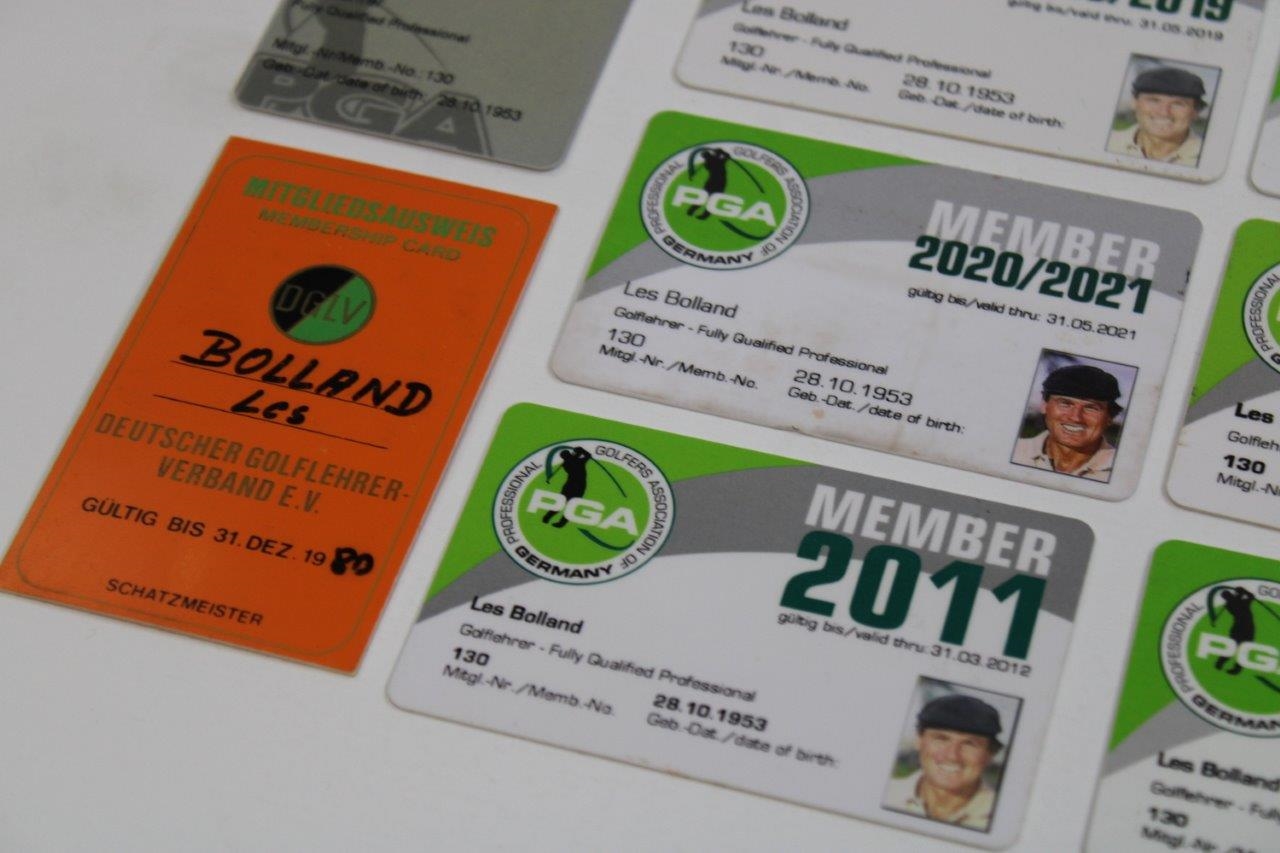 Fully Qualified Professional
Mitgl.-Nr/Memb.-No.: 130
Geb.-Dat./date of birth: 28.10.1953
PGA
/2019
gültig bis/valid thru: 31.05.2019
Les Bolland
Golflehrer - Fully Qualified Professional
130
Mitgl.-Nr./Memb.-No.
28.10.1953
Geb.-Dat./date of birth:
MITGLIEDSAUSWEIS
MEMBERSHIP CARD
DGLV
BOLLAND
Les
DEUTSCHER GOLFLEHRER-
VERBAND E.V.
GÜLTIG BIS 31. DEZ. 1980
SCHATZMEISTER
PROFESSIONAL GOLFERS ASSOCIATION OF
PGA
GERMANY
MEMBER
2020/2021
gültig bis/valid thru: 31.05.2021
Les Bolland
Golflehrer - Fully Qualified Professional
130
Mitgl.-Nr./Memb.-No.
28.10.1953
Geb.-Dat./date of birth:
PROFESSIONAL GOLFERS ASSOCIATION OF
PGA
GERMANY
MEMBER
2011
gültig bis/valid thru: 31.03.2012
Les Bolland
Golflehrer - Fully Qualified Professional
130
Mitgl.-Nr./Memb.-No.
28.10.1953
Geb.-Dat./date of birth:
Les
130
PROFESSIONAL
GERMANY
Les Bolland
Golflehrer - Fully
130
Mitgl.-Nr./Memb